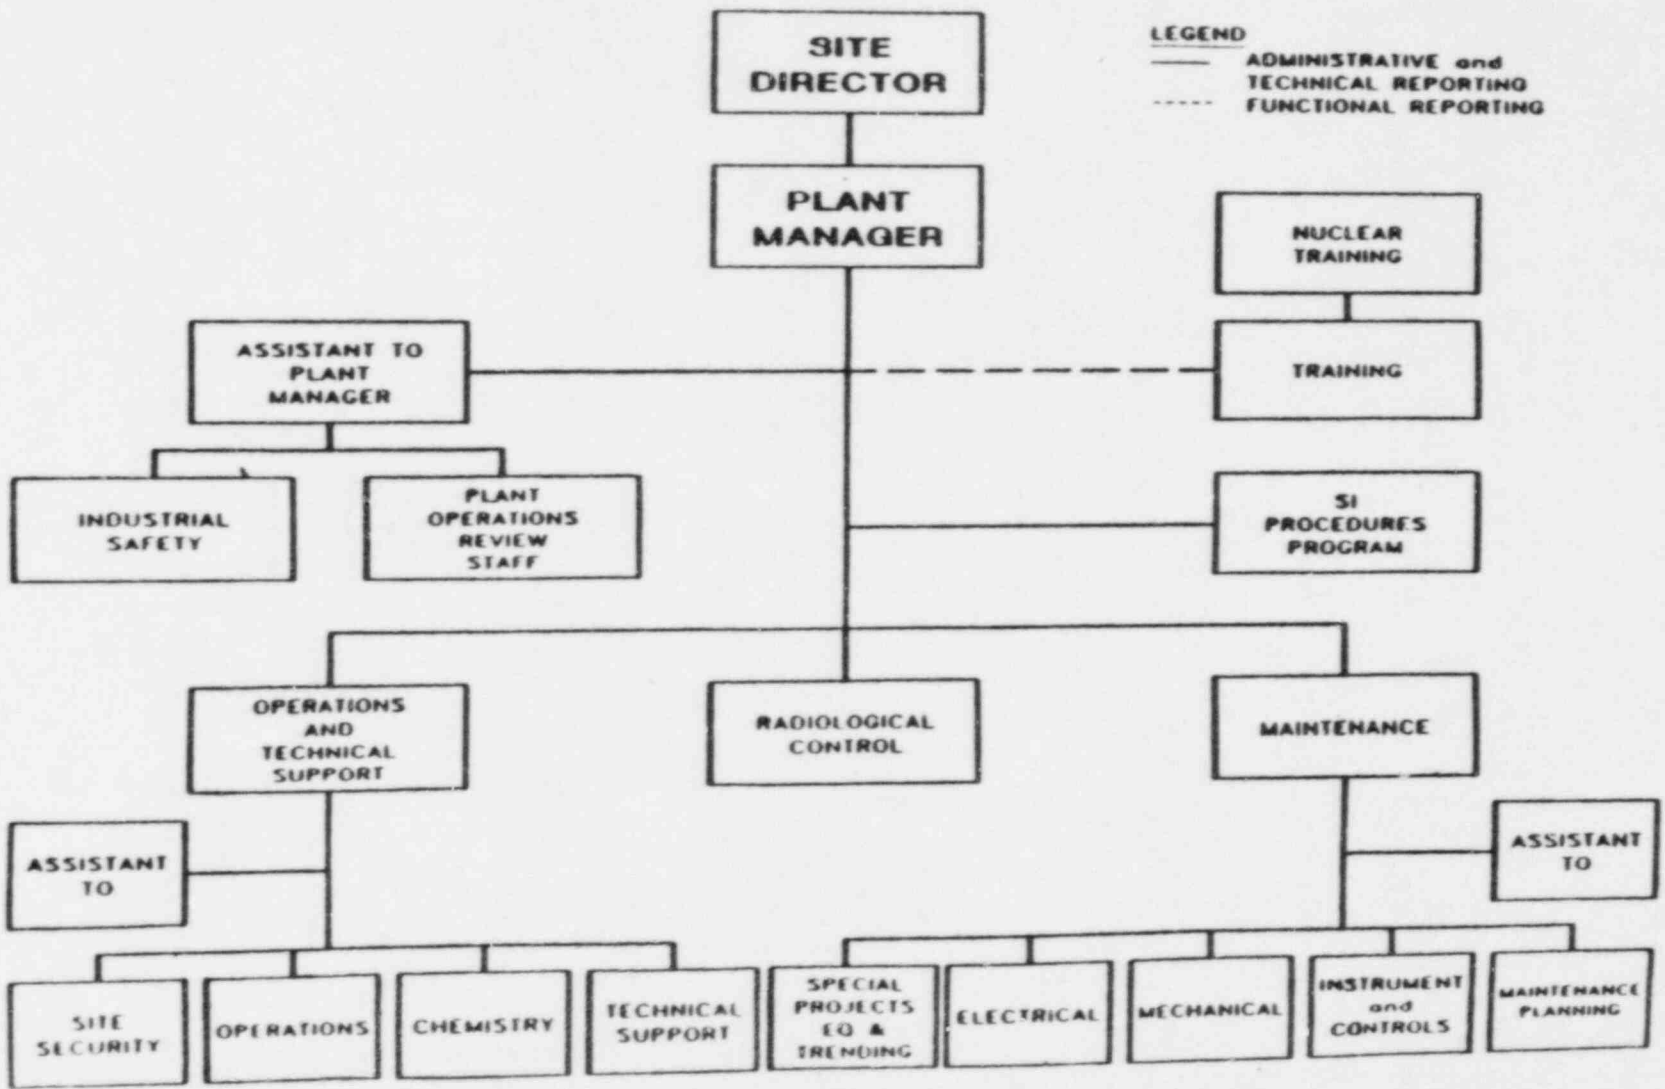 SITE
DIRECTOR
LEGEND
ADMINISTRATIVE and
TECHNICAL REPORTING
FUNCTIONAL REPORTING
PLANT
MANAGER
NUCLEAR
TRAINING
ASSISTANT TO
PLANT
MANAGER
TRAINING
INDUSTRIAL
SAFETY
PLANT
OPERATIONS
REVIEW
STAFF
SI
PROCEDURES
PROGRAM
OPERATIONS
AND
TECHNICAL
SUPPORT
RADIOLOGICAL
CONTROL
MAINTENANCE
ASSISTANT
TO
ASSISTANT
TO
SITE
SECURITY
OPERATIONS
CHEMISTRY
TECHNICAL
SUPPORT
SPECIAL
PROJECTS
EQ &
TRENDING
ELECTRICAL
MECHANICAL
INSTRUMENT
and
CONTROLS
MAINTENANCE
PLANNING